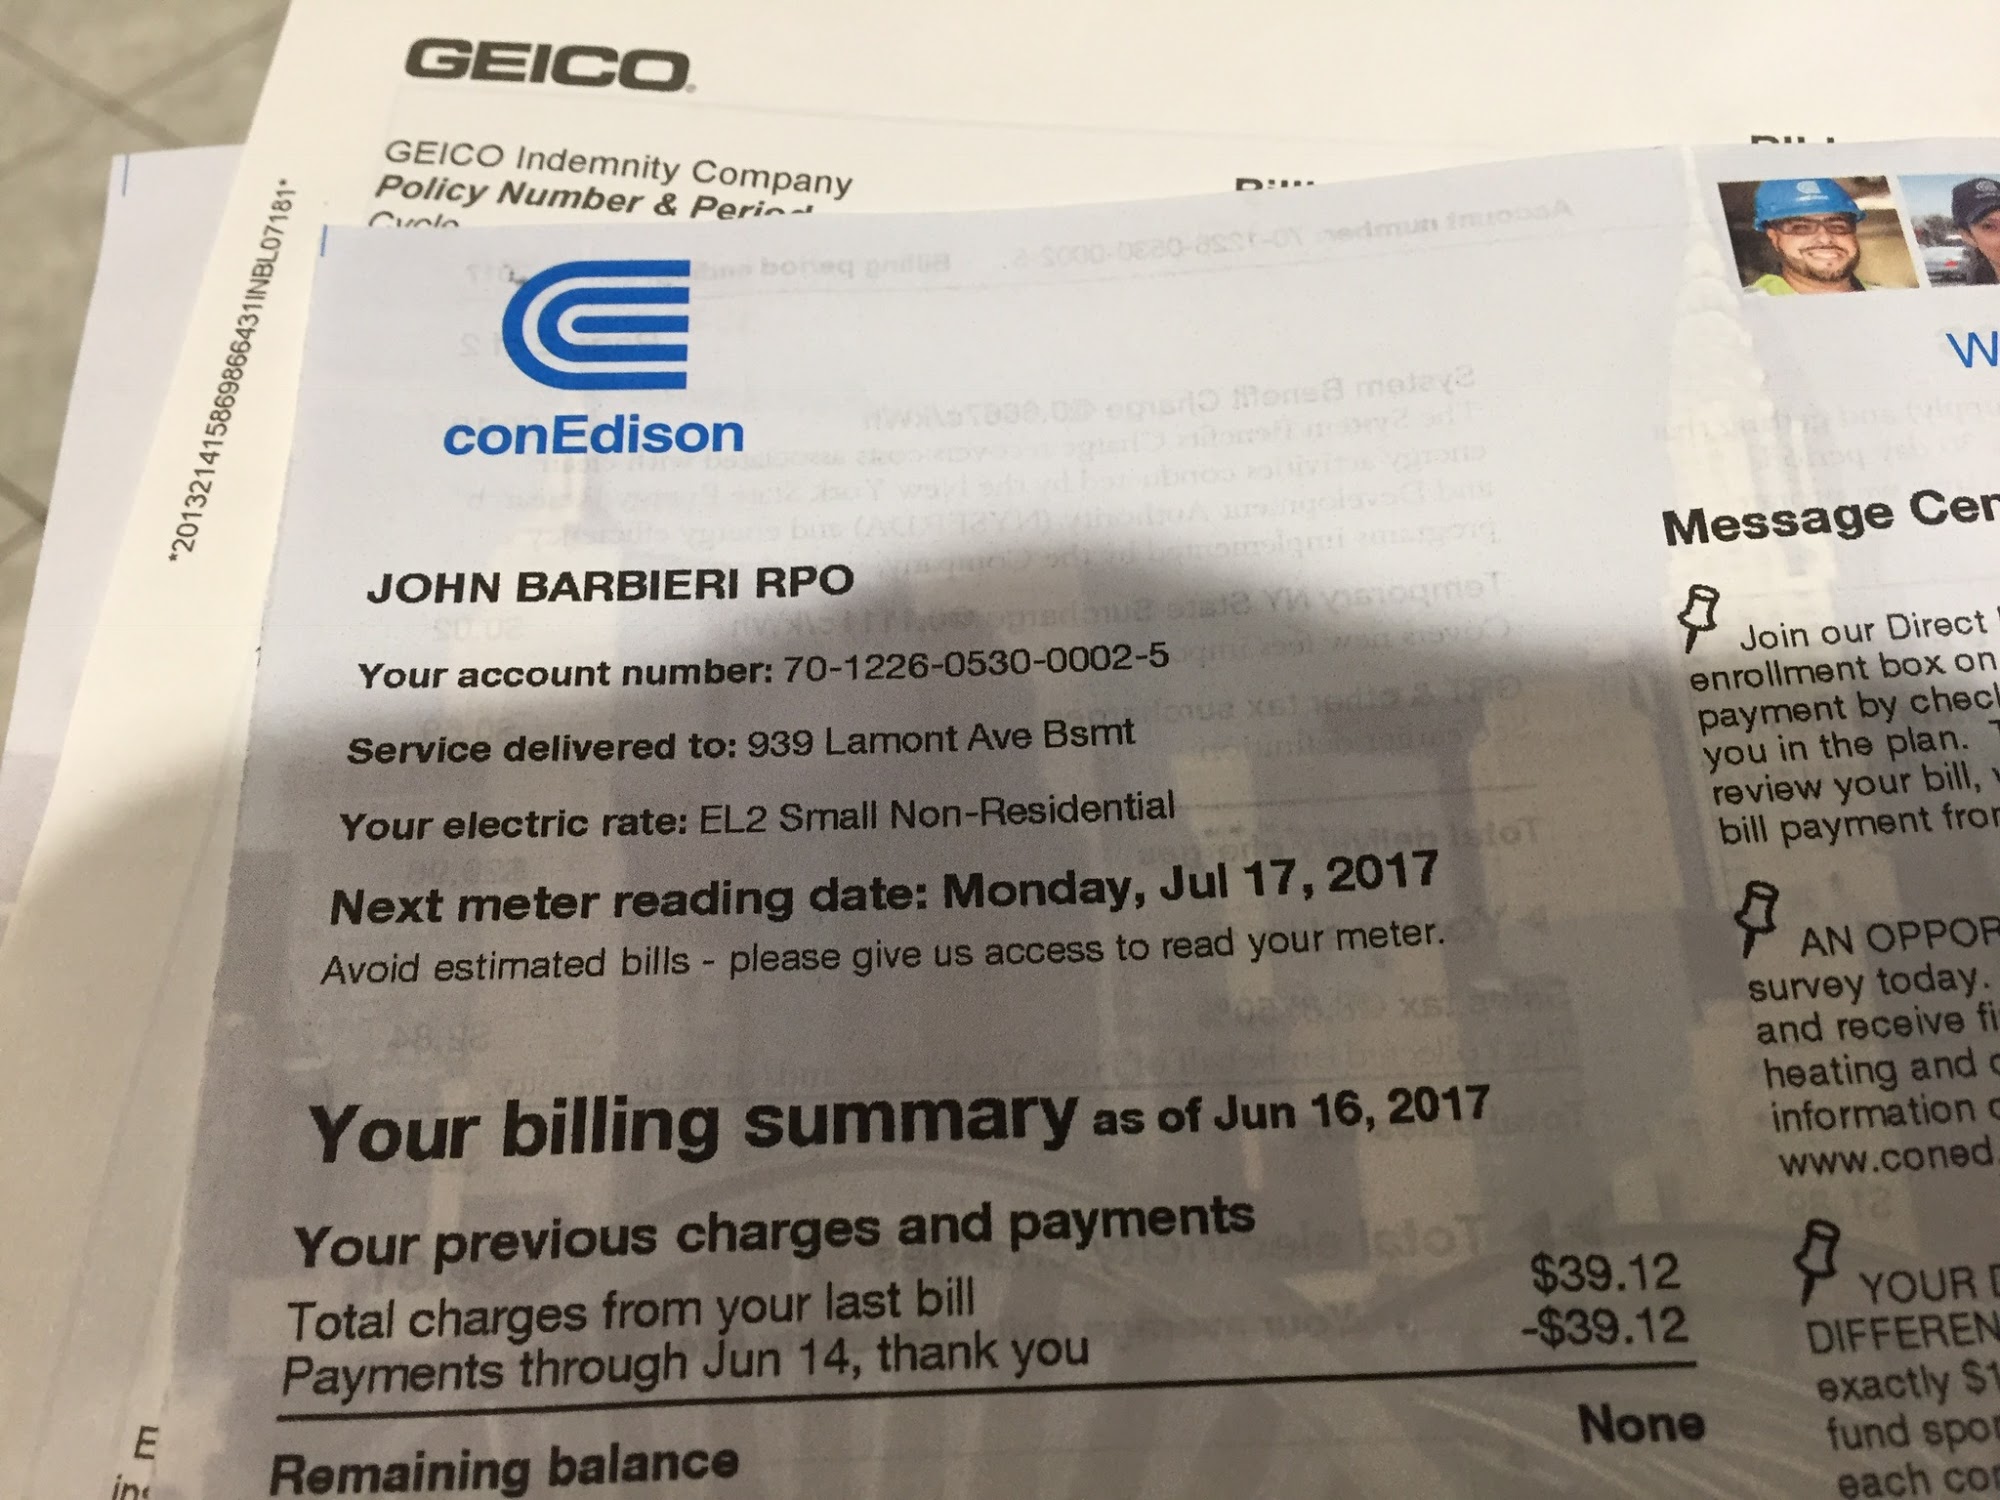 GEICO
GEICO Indemnity Company
Policy Number & Period
Cycle
*20132141586986643​1INBL07181*
conEdison
JOHN BARBIERI RPO
Your account number: 70-1226-0530-0002-5
Service delivered to: 939 Lamont Ave Bsmt
Your electric rate: EL2 Small Non-Residential
Next meter reading date: Monday, Jul 17, 2017
Avoid estimated bills - please give us access to read your meter.
Your billing summary as of Jun 16, 2017
Your previous charges and payments
Total charges from your last bill $39.12
Payments through Jun 14, thank you -$39.12
Remaining balance None
W
Message Cen
Join our Direct
enrollment box on
payment by check
you in the plan.
review your bill,
bill payment from
AN OPPOR
survey today.
and receive fi
heating and
information
www.coned.
YOUR D
DIFFEREN
exactly $1
fund spo
each co
E